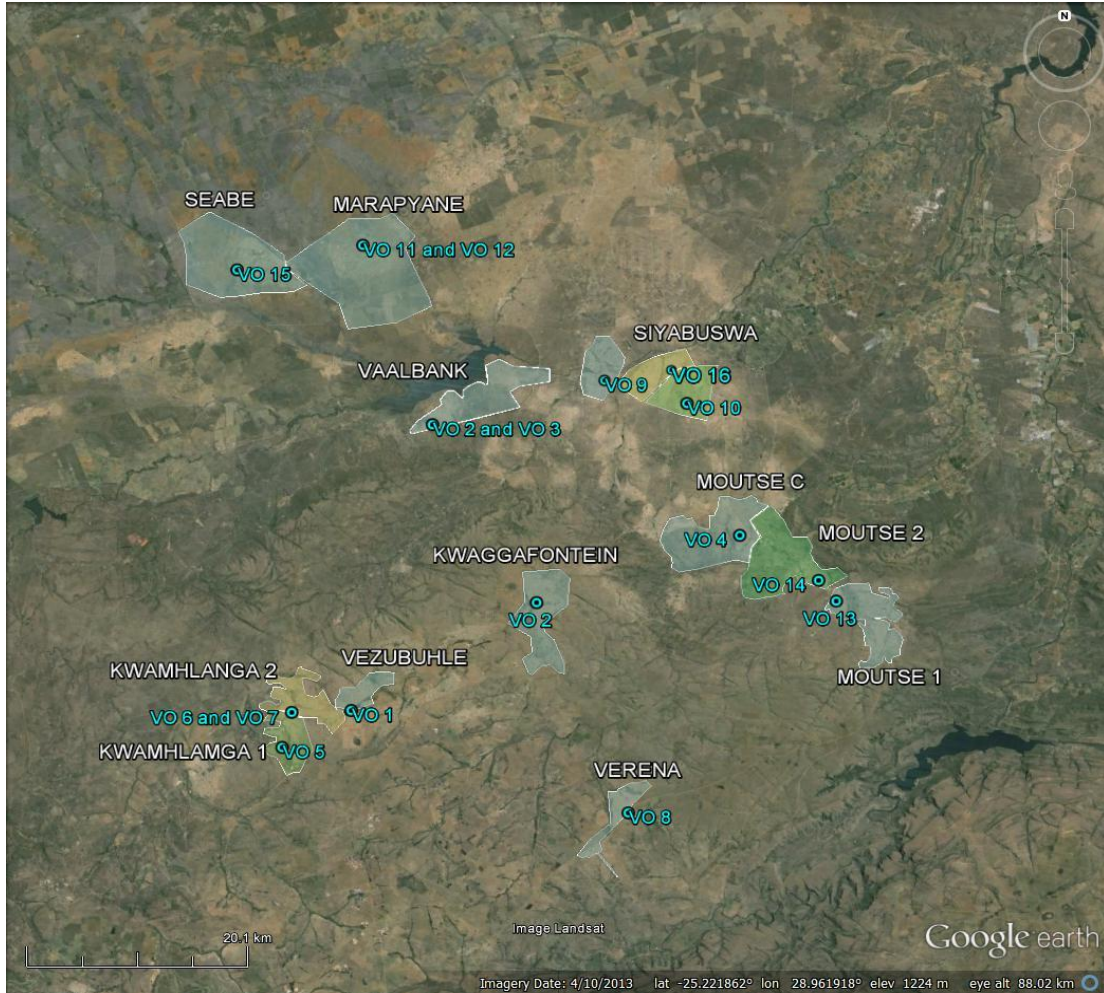 N
SEABE
MARAPYANE
VO 11 and VO 12
VO 15
SIYABUSWA
VAALBANK
VO 16
VO 9
VO 10
VO 2 and VO 3
MOUTSE C
MOUTSE 2
VO 4
KWAGGAFONTEIN
VO 14
VO 13
VO 2
VEZUBUHLE
KWAMHLANGA 2
MOUTSE 1
VO 6 and VO 7
VO 1
KWAMHLAMGA 1
VO 5
VERENA
VO 8
Image Landsat
20.1 km
Google earth
Imagery Date: 4/10/2013 lat -25.221862° lon 28.961918° elev 1224 m eye alt 88.02 km